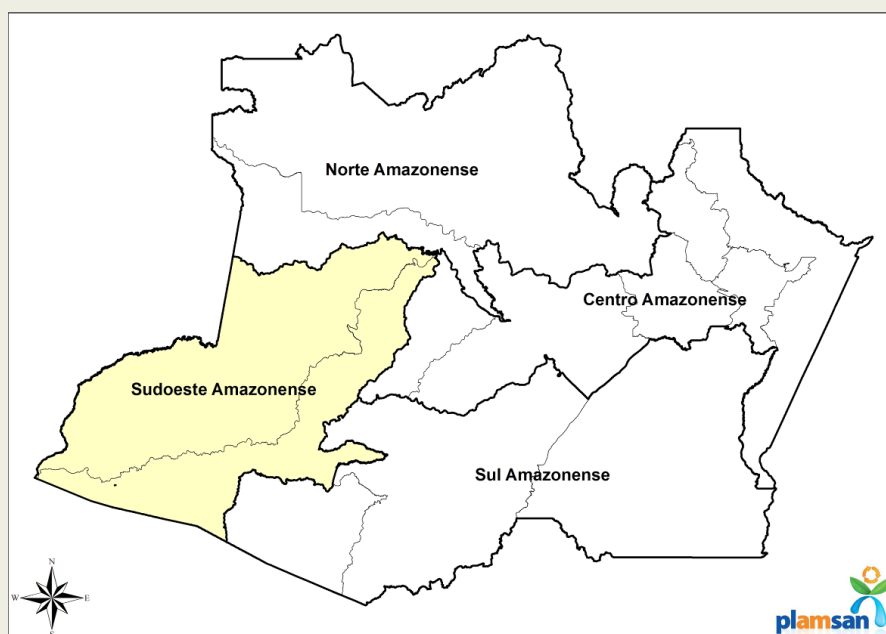 Norte Amazonense
Centro Amazonense
Sudoeste Amazonense
Sul Amazonense
N
W
E
S
plamsan